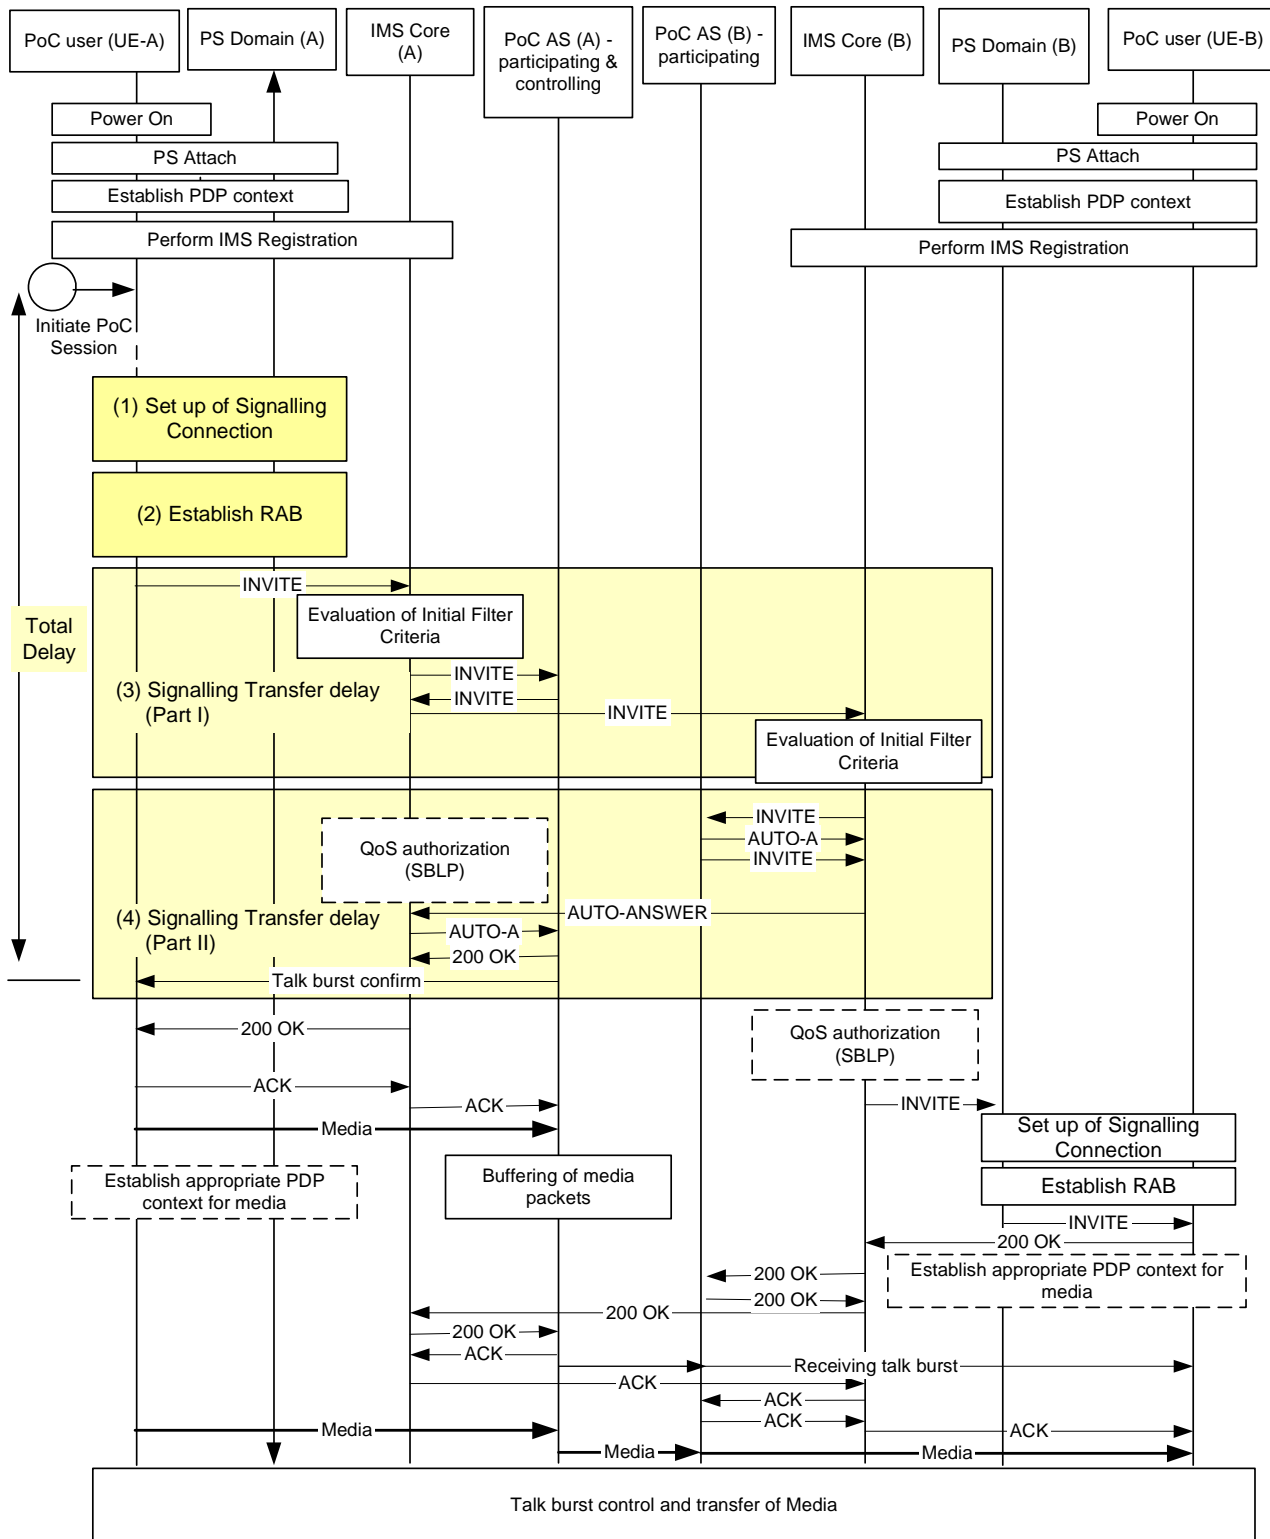 PoC user (UE-A)
PS Domain (A)
IMS Core
(A)
PoC AS (A) -
participating &
controlling
PoC AS (B) -
participating
IMS Core (B)
PS Domain (B)
PoC user (UE-B)
Power On
Power On
PS Attach
PS Attach
Establish PDP context
Establish PDP context
Perform IMS Registration
Perform IMS Registration
Initiate PoC
Session
(1) Set up of Signalling
Connection
(2) Establish RAB
Total
Delay
INVITE
Evaluation of Initial Filter
Criteria
INVITE
(3) Signalling Transfer delay
(Part I)
INVITE
INVITE
Evaluation of Initial Filter
Criteria
INVITE
AUTO-A
INVITE
QoS authorization
(SBLP)
AUTO-ANSWER
(4) Signalling Transfer delay
(Part II)
AUTO-A
200 OK
Talk burst confirm
200 OK
QoS authorization
(SBLP)
ACK
ACK
INVITE
Media
Set up of Signalling
Connection
Establish appropriate PDP
context for media
Buffering of media
packets
Establish RAB
INVITE
200 OK
Establish appropriate PDP context for
media
200 OK
200 OK
200 OK
200 OK
ACK
Receiving talk burst
ACK
ACK
ACK
Media
ACK
Media
Media
Talk burst control and transfer of Media